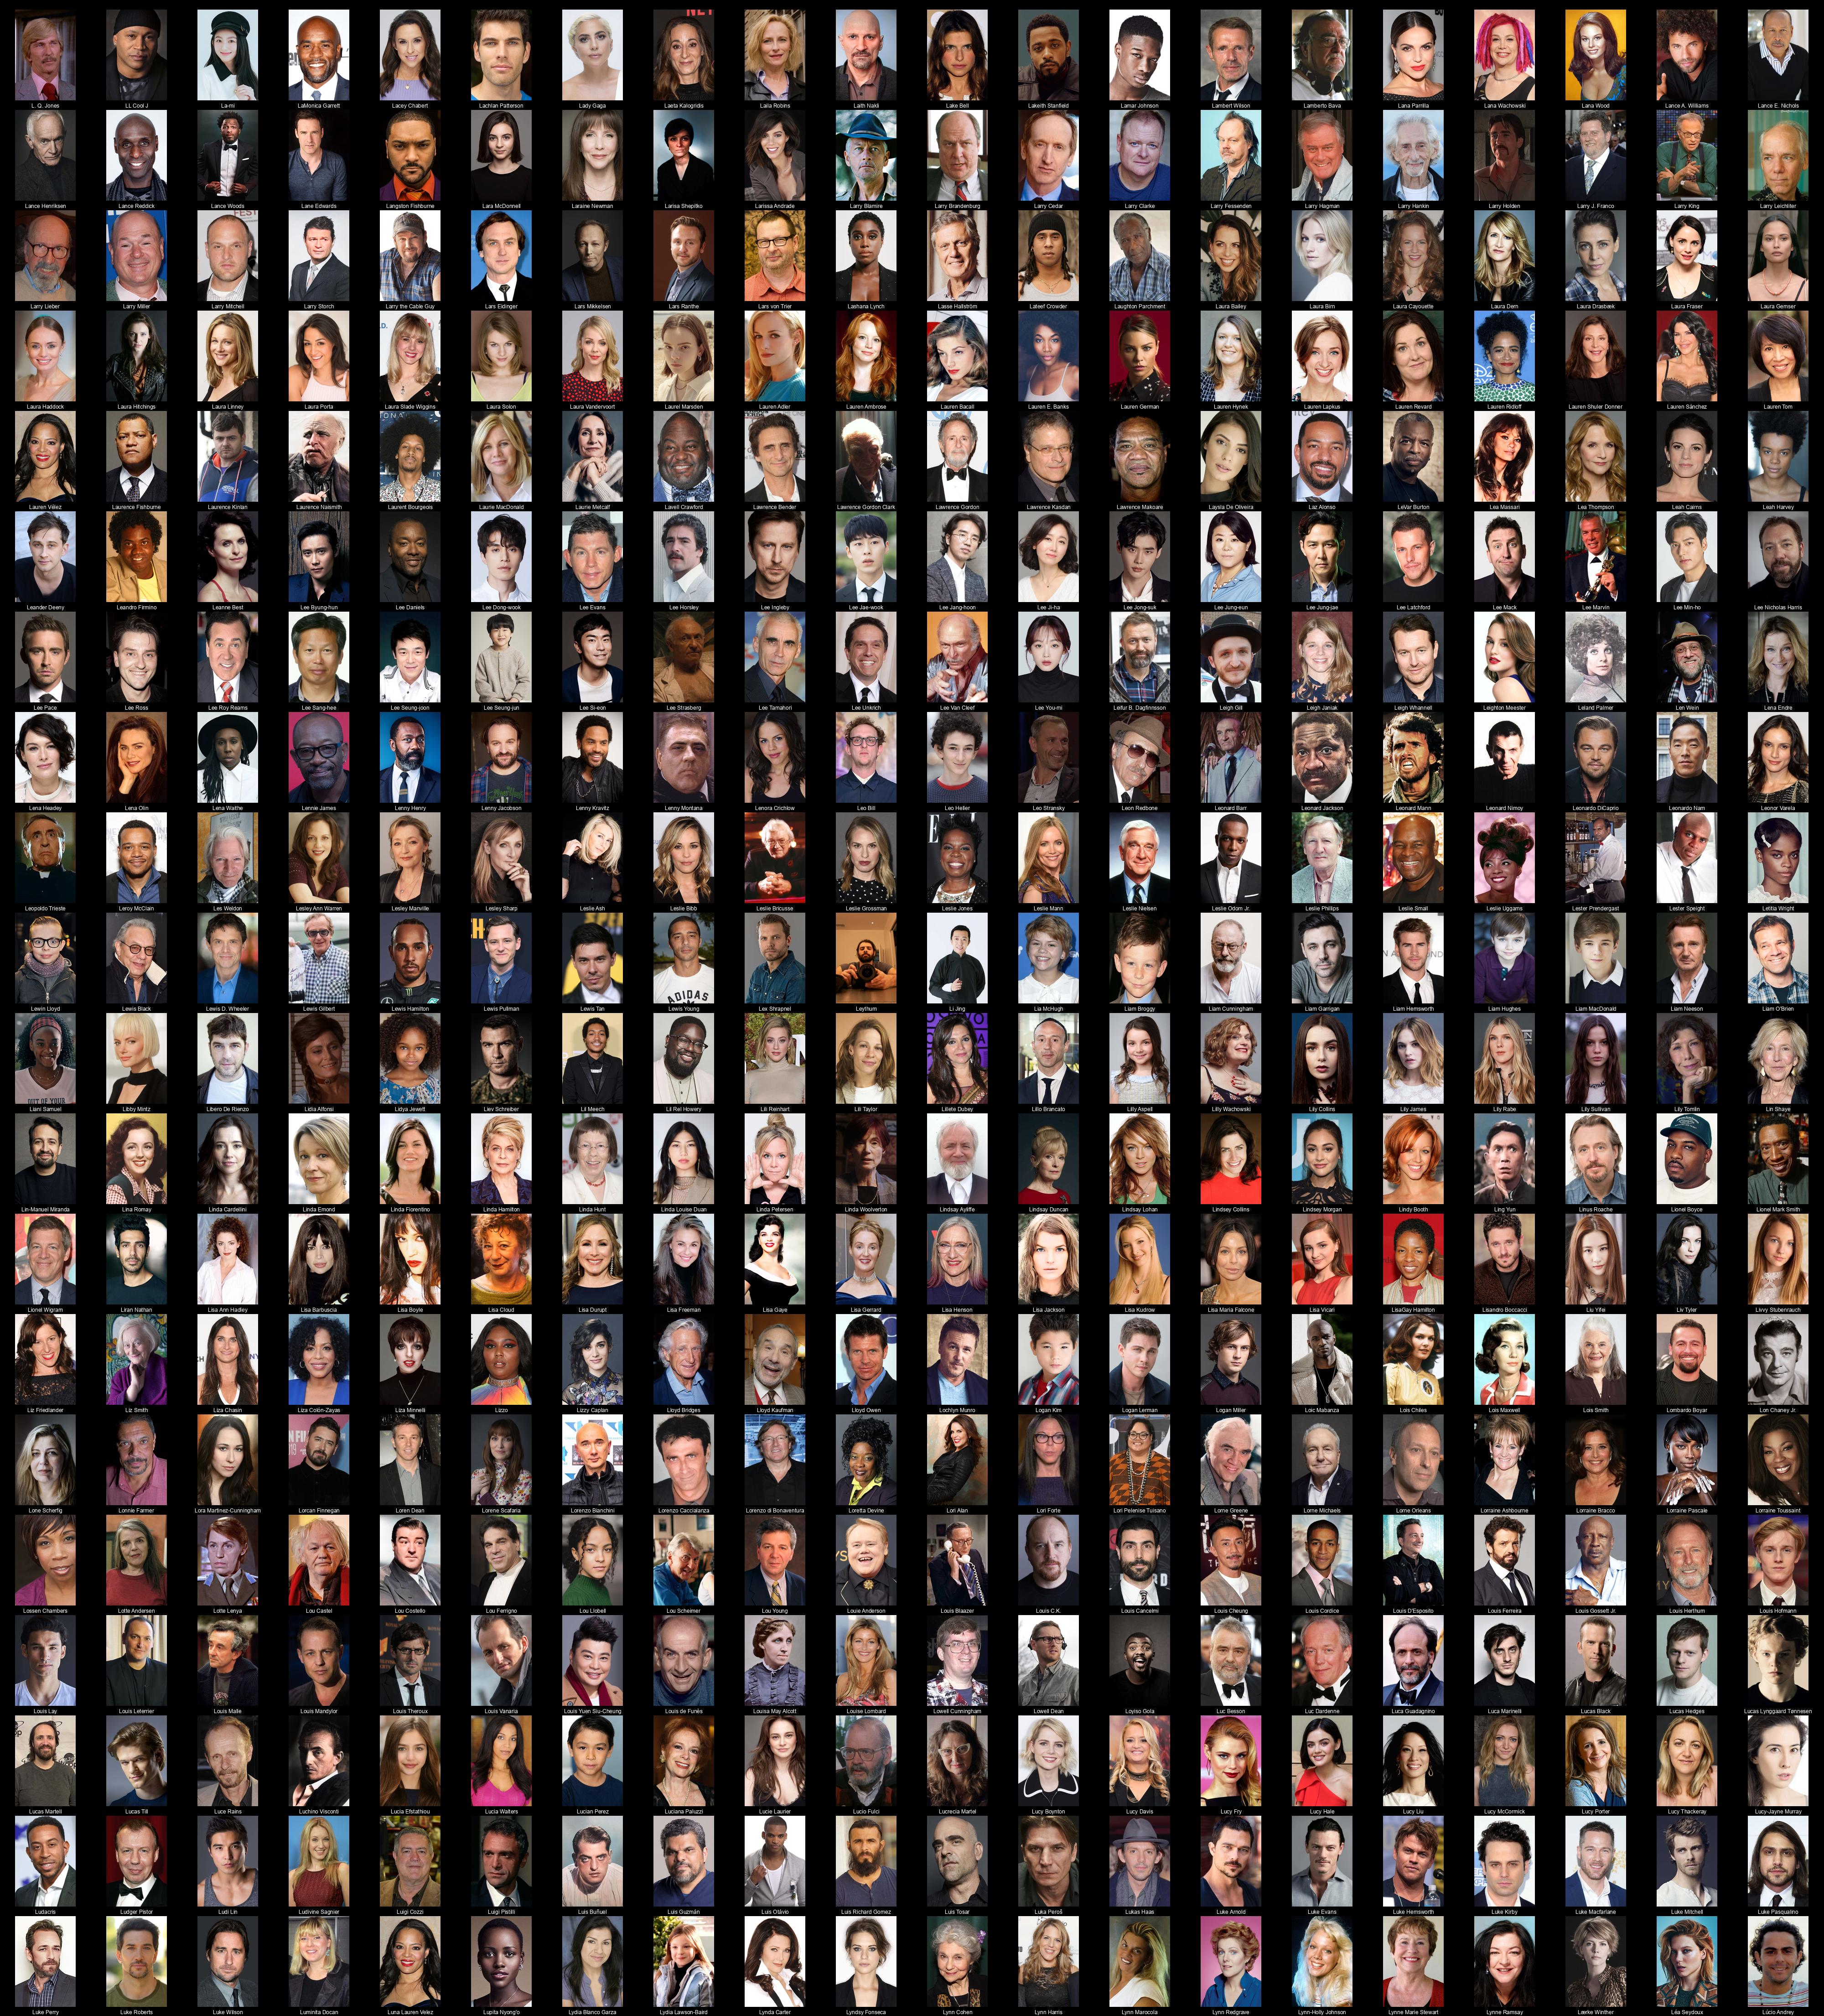 L. Q. Jones LL Cool J La-mi LaMonica Garrett Lacey Chabert Lachlan Patterson Lady Gaga Laeta Kalogridis Laila Robins Laith Nakli Lake Bell Lakeith Stanfield Lamar Johnson Lambert Wilson Lamberto Bava Lana Parrilla Lana Wachowski Lana Wood Lance A. Williams Lance E. Nichols
Lance Henriksen Lance Reddick Lance Woods Lane Edwards Langston Fishburne Lara McDonnell Laraine Newman Larisa Shepitko Larissa Andrade Larry Blamire Larry Brandenburg Larry Cedar Larry Clarke Larry Fessenden Larry Hagman Larry Hankin Larry Holden Larry J. Franco Larry King Larry Leichliter
Larry Lieber Larry Miller Larry Mitchell Larry Storch Larry the Cable Guy Lars Eidinger Lars Mikkelsen Lars Ranthe Lars von Trier Lashana Lynch Lasse Hallström Lateef Crowder Laughton Parchment Laura Bailey Laura Birn Laura Cayouette Laura Dern Laura Drasbæk Laura Fraser Laura Gemser
Laura Haddock Laura Hitchings Laura Linney Laura Porta Laura Slade Wiggins Laura Solon Laura Vandervoort Laurel Marsden Lauren Adler Lauren Ambrose Lauren Bacall Lauren E. Banks Lauren German Lauren Hynek Lauren Lapkus Lauren Revard Lauren Ridloff Lauren Shuler Donner Lauren Sánchez Lauren Tom
Lauren Vélez Laurence Fishburne Laurence Kinlan Laurence Naismith Laurent Bourgeois Laurie MacDonald Laurie Metcalf Lavell Crawford Lawrence Bender Lawrence Gordon Clark Lawrence Gordon Lawrence Kasdan Lawrence Makoare Laysla De Oliveira Laz Alonso LeVar Burton Lea Massari Lea Thompson Leah Cairns Leah Harvey
Leander Deeny Leandro Firmino Leanne Best Lee Byung-hun Lee Daniels Lee Dong-wook Lee Evans Lee Horsley Lee Ingleby Lee Jae-wook Lee Jang-hoon Lee Ji-ha Lee Jong-suk Lee Jung-eun Lee Jung-jae Lee Latchford Lee Mack Lee Marvin Lee Min-ho Lee Nicholas Harris
Lee Pace Lee Ross Lee Roy Reams Lee Sang-hee Lee Seung-joon Lee Seung-jun Lee Si-eon Lee Strasberg Lee Tamahori Lee Unkrich Lee Van Cleef Lee You-mi Leifur B. Dagfinnsson Leigh Gill Leigh Janiak Leigh Whannell Leighton Meester Leland Palmer Len Wein Lena Endre
Lena Headey Lena Olin Lena Waithe Lennie James Lenny Henry Lenny Jacobson Lenny Kravitz Lenny Montana Lenora Crichlow Leo Bill Leo Heller Leo Stransky Leon Redbone Leonard Barr Leonard Jackson Leonard Mann Leonard Nimoy Leonardo DiCaprio Leonardo Nam Leonor Varela
Leopoldo Trieste Leroy McClain Les Weldon Lesley Ann Warren Lesley Manville Lesley Sharp Leslie Ash Leslie Bibb Leslie Bricusse Leslie Grossman Leslie Jones Leslie Mann Leslie Nielsen Leslie Odom Jr. Leslie Phillips Leslie Small Leslie Uggams Lester Prendergast Lester Speight Letitia Wright
Lewin Lloyd Lewis Black Lewis D. Wheeler Lewis Gilbert Lewis Hamilton Lewis Pullman Lewis Tan Lewis Young Lex Shrapnel Leythum Li Jing Lia McHugh Liam Broggy Liam Cunningham Liam Garrigan Liam Hemsworth Liam Hughes Liam MacDonald Liam Neeson Liam O'Brien
Liani Samuel Libby Mintz Libero De Rienzo Lidia Alfonsi Lidya Jewett Liev Schreiber Lil Meech Lil Rel Howery Lili Reinhart Lili Taylor Lillete Dubey Lillo Brancato Lilly Aspell Lilly Wachowski Lily Collins Lily James Lily Rabe Lily Sullivan Lily Tomlin Lin Shaye
Lin-Manuel Miranda Lina Romay Linda Cardellini Linda Emond Linda Fiorentino Linda Hamilton Linda Hunt Linda Louise Duan Linda Petersen Linda Woolverton Lindsay Ayliffe Lindsay Duncan Lindsay Lohan Lindsey Collins Lindsey Morgan Lindy Booth Ling Yun Linus Roache Lionel Boyce Lionel Mark Smith
Lionel Wigram Liran Nathan Lisa Ann Hadley Lisa Barbuscia Lisa Boyle Lisa Cloud Lisa Durupt Lisa Freeman Lisa Gaye Lisa Gerrard Lisa Henson Lisa Jackson Lisa Kudrow Lisa Maria Falcone Lisa Vicari LisaGay Hamilton Lisandro Boccacci Liu Yifei Liv Tyler Livvy Stubenrauch
Liz Friedlander Liz Smith Liza Chasin Liza Colón-Zayas Liza Minnelli Lizzo Lizzy Caplan Lloyd Bridges Lloyd Kaufman Lloyd Owen Lochlyn Munro Logan Kim Logan Lerman Logan Miller Loic Mabanza Lois Chiles Lois Maxwell Lois Smith Lombardo Boyar Lon Chaney Jr.
Lone Scherfig Lonnie Farmer Lora Martinez-Cunningham Lorcan Finnegan Loren Dean Lorene Scafaria Lorenzo Bianchini Lorenzo Caccialanza Lorenzo di Bonaventura Loretta Devine Lori Alan Lori Forte Lori Pelenise Tuisano Lorne Greene Lorne Michaels Lorne Orleans Lorraine Ashbourne Lorraine Bracco Lorraine Pascale Lorraine Toussaint
Lossen Chambers Lotte Andersen Lotte Lenya Lou Castel Lou Costello Lou Ferrigno Lou Llobell Lou Scheimer Lou Young Louie Anderson Louis Blaazer Louis C.K. Louis Cancelmi Louis Cheung Louis Cordice Louis D'Esposito Louis Ferreira Louis Gossett Jr. Louis Herthum Louis Hofmann
Louis Lay Louis Leterrier Louis Malle Louis Mandylor Louis Theroux Louis Vanaria Louis Yuen Siu-Cheung Louis de Funès Louisa May Alcott Louise Lombard Lowell Cunningham Lowell Dean Loyiso Gola Luc Besson Luc Dardenne Luca Guadagnino Luca Marinelli Lucas Black Lucas Hedges Lucas Lynggaard Tønnesen
Lucas Martell Lucas Till Luce Rains Luchino Visconti Lucia Efstathiou Lucia Walters Lucian Perez Luciana Paluzzi Lucie Laurier Lucio Fulci Lucrecia Martel Lucy Boynton Lucy Davis Lucy Fry Lucy Hale Lucy Liu Lucy McCormick Lucy Porter Lucy Thackeray Lucy-Jayne Murray
Ludacris Ludger Pistor Ludi Lin Ludivine Sagnier Luigi Cozzi Luigi Pistilli Luis Buñuel Luis Guzmán Luis Otávio Luis Richard Gomez Luis Tosar Luka Peroš Lukas Haas Luke Arnold Luke Evans Luke Hemsworth Luke Kirby Luke Macfarlane Luke Mitchell Luke Pasqualino
Luke Perry Luke Roberts Luke Wilson Luminita Docan Luna Lauren Velez Lupita Nyong'o Lydia Blanco Garza Lydia Lawson-Baird Lynda Carter Lyndsy Fonseca Lynn Cohen Lynn Harris Lynn Marocola Lynn Redgrave Lynn-Holly Johnson Lynne Marie Stewart Lynne Ramsay Lærke Winther Léa Seydoux Lúcio Andrey